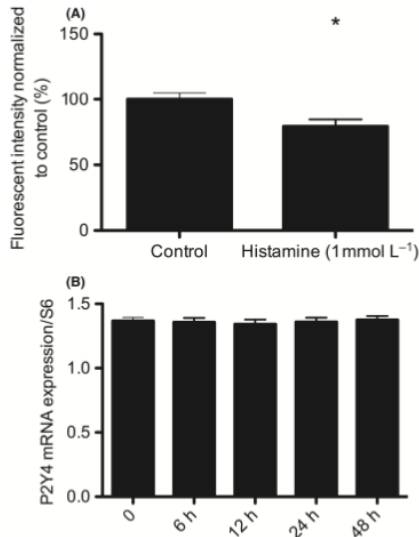 (A)
*
Fluorescent intensity normalized
to control (%)
150
100
50
0
Control
Histamine (1mmol L⁻¹)
(B)
P2Y4 mRNA expression/S6
1.5
1.0
0.5
0.0
0
6 h
12 h
24 h
48 h